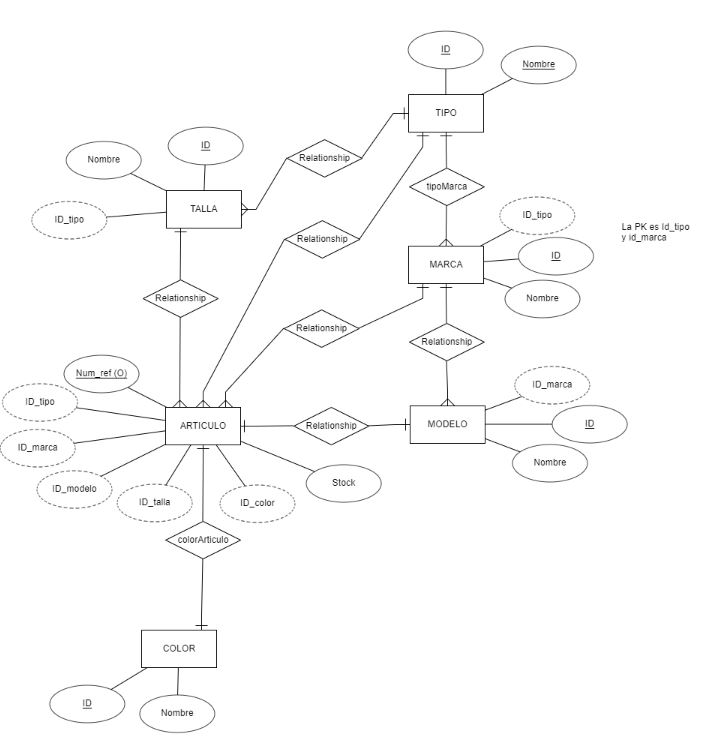 ID
Nombre
TIPO
ID
Nombre
Relationship
ID_tipo
TALLA
tipoMarca
ID_tipo
La PK es Id_tipo
y id_marca
Relationship
ID
MARCA
Relationship
Nombre
Relationship
Relationship
Num_ref (O)
ID_marca
ID_tipo
ARTICULO
Relationship
MODELO
ID
ID_marca
Nombre
ID_modelo
Stock
ID_talla
ID_color
colorArticulo
COLOR
ID
Nombre